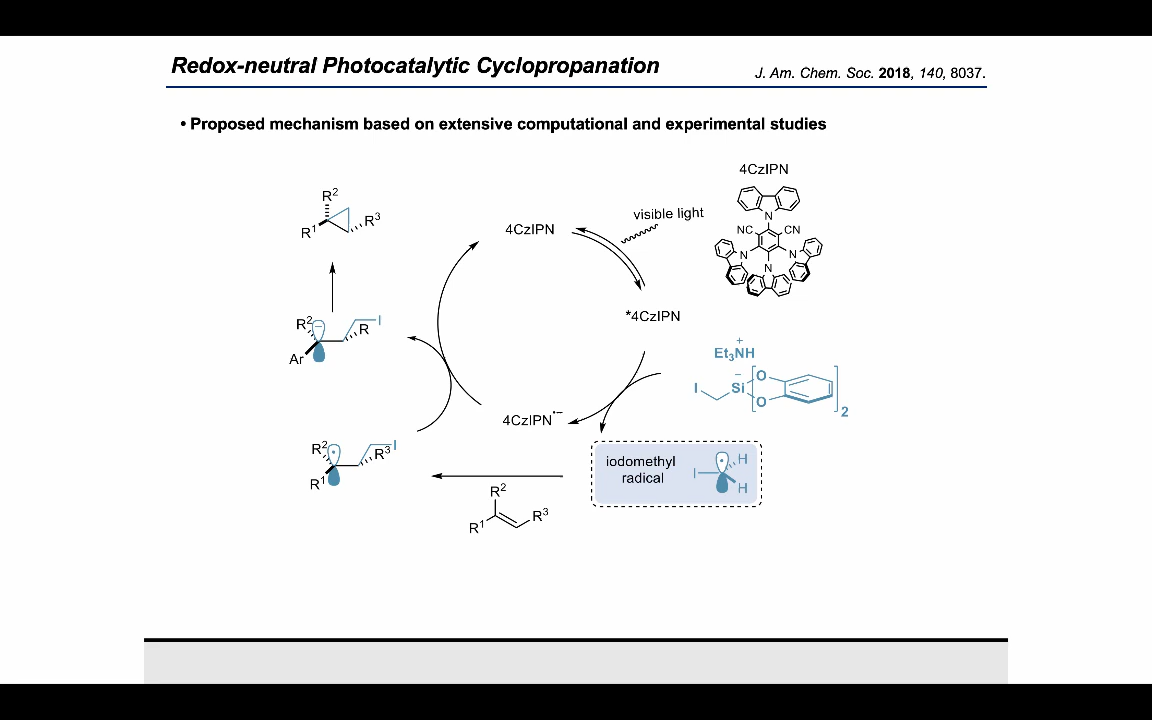 Redox-neutral Photocatalytic Cyclopropanation
J. Am. Chem. Soc. 2018, 140, 8037.
• Proposed mechanism based on extensive computational and experimental studies
4CzIPN
NC
CN
N
N
N
N
R2
R1
R3
4CzIPN
visible light
*4CzIPN
R2
–
I
R
Ar
+
Et3NH
–
I
Si
O
O
2
4CzIPN•–
R2
•
I
R3
R1
iodomethyl
radical
I
•
H
H
R2
R1
R3